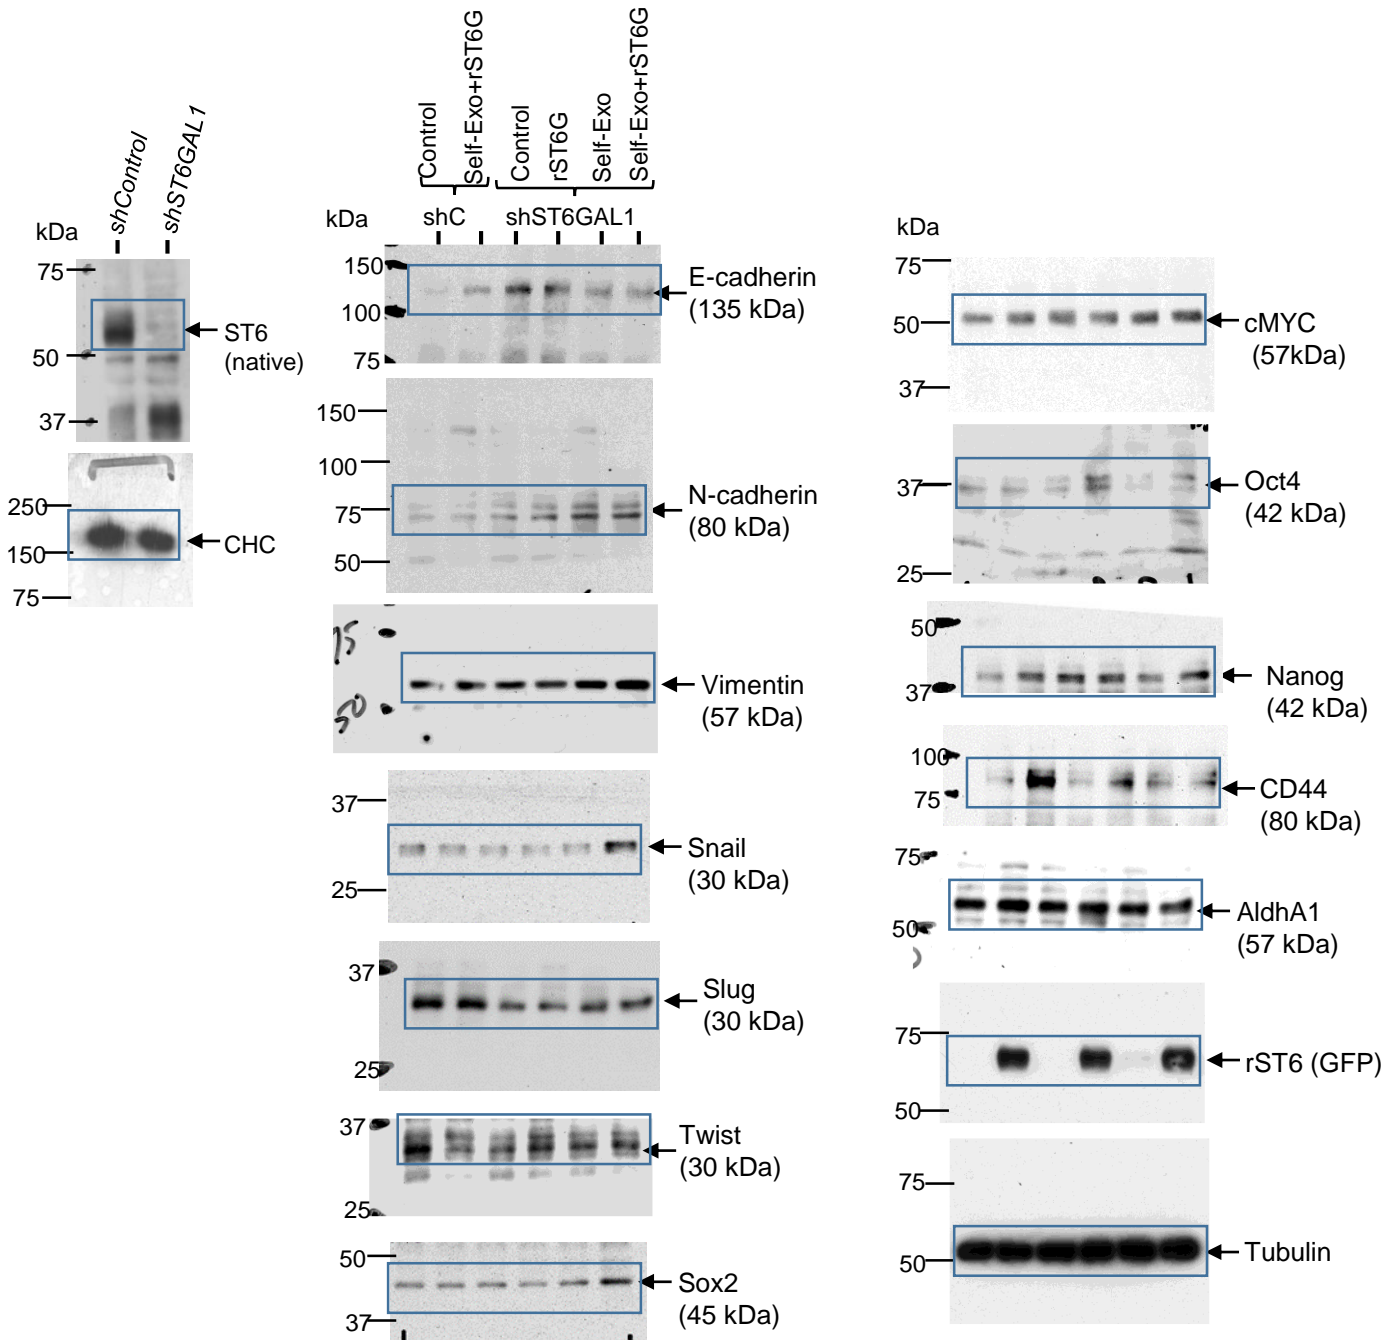 shControl
shST6GAL1
kDa
75
50
37
ST6
(native)
250
150
75
CHC
Control
Self-Exo+rST6G
Control
rST6G
Self-Exo
Self-Exo+rST6G
kDa
shC
shST6GAL1
150
100
75
E-cadherin
(135 kDa)
150
100
75
50
N-cadherin
(80 kDa)
75
50
Vimentin
(57 kDa)
37
25
Snail
(30 kDa)
37
25
Slug
(30 kDa)
37
25
Twist
(30 kDa)
50
37
Sox2
(45 kDa)
kDa
75
50
37
cMYC
(57kDa)
37
25
Oct4
(42 kDa)
50
37
Nanog
(42 kDa)
100
75
CD44
(80 kDa)
75
50
AldhA1
(57 kDa)
75
50
rST6 (GFP)
75
50
Tubulin